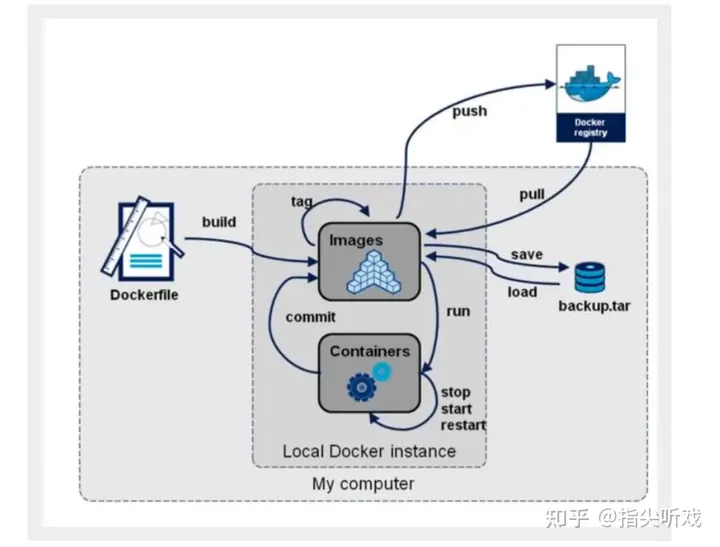 push
Docker
registry
pull
tag
build
Images
save
load
Dockerfile
backup.tar
commit
run
Containers
stop
start
restart
Local Docker instance
My computer
知乎 @指尖听戏